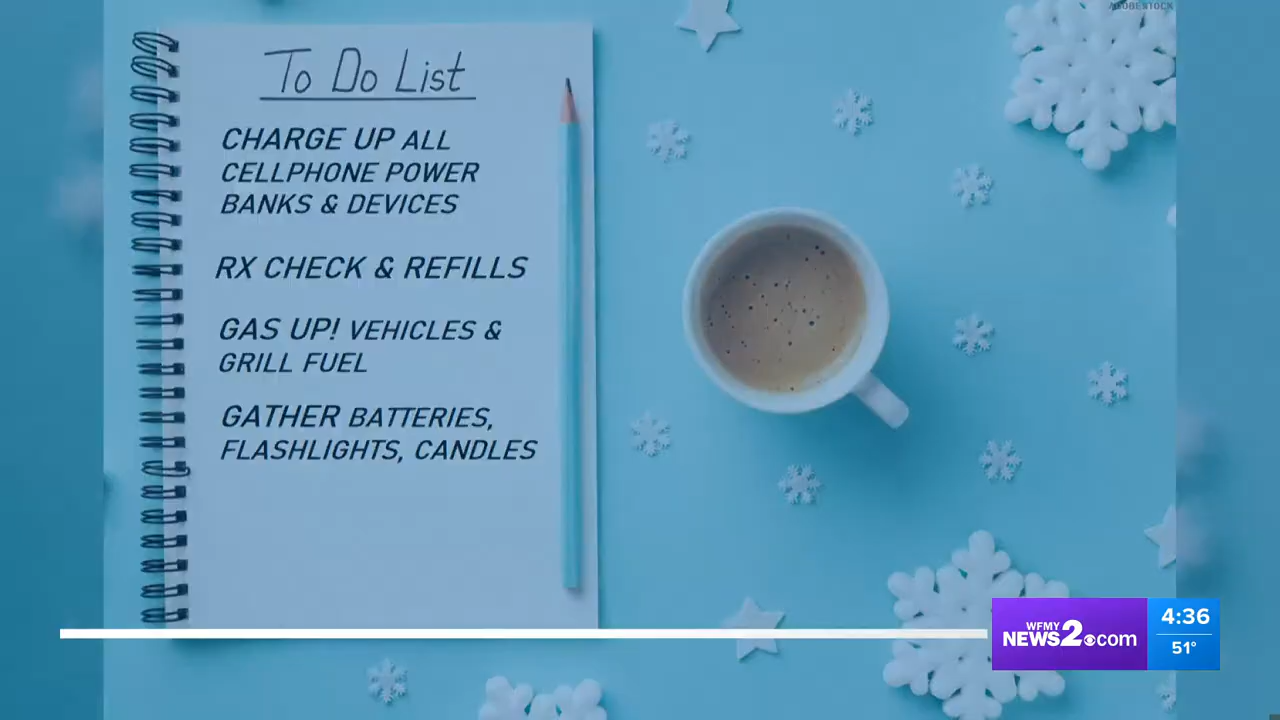 ADOBESTOCK
To Do List
CHARGE UP ALL
CELLPHONE POWER
BANKS & DEVICES
RX CHECK & REFILLS
GAS UP! VEHICLES &
GRILL FUEL
GATHER BATTERIES,
FLASHLIGHTS, CANDLES
WFMY
NEWS2 com
4:36
51°